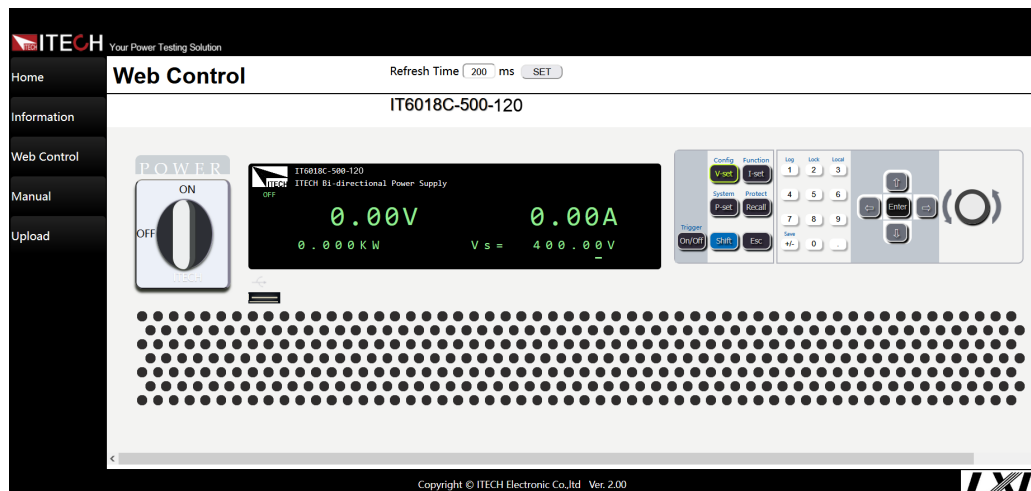 ITECH Your Power Testing Solution
Home
Information
Web Control
Manual
Upload
Web Control
Refresh Time 200 ms SET
IT6018C-500-120
POWER
ON
OFF
ITECH
ITECH
IT6018C-500-120
ITECH Bi-directional Power Supply
OFF
0.00V 0.00A
0.000KW Vs= 400.00V
Config Function
V-set I-set
System Protect
P-set Recall
Trigger
On/Off Shift Esc
Log Lock Local
1 2 3
4 5 6
7 8 9
Save
+/- 0 .
Enter
Copyright © ITECH Electronic Co.,ltd Ver. 2.00
LXI